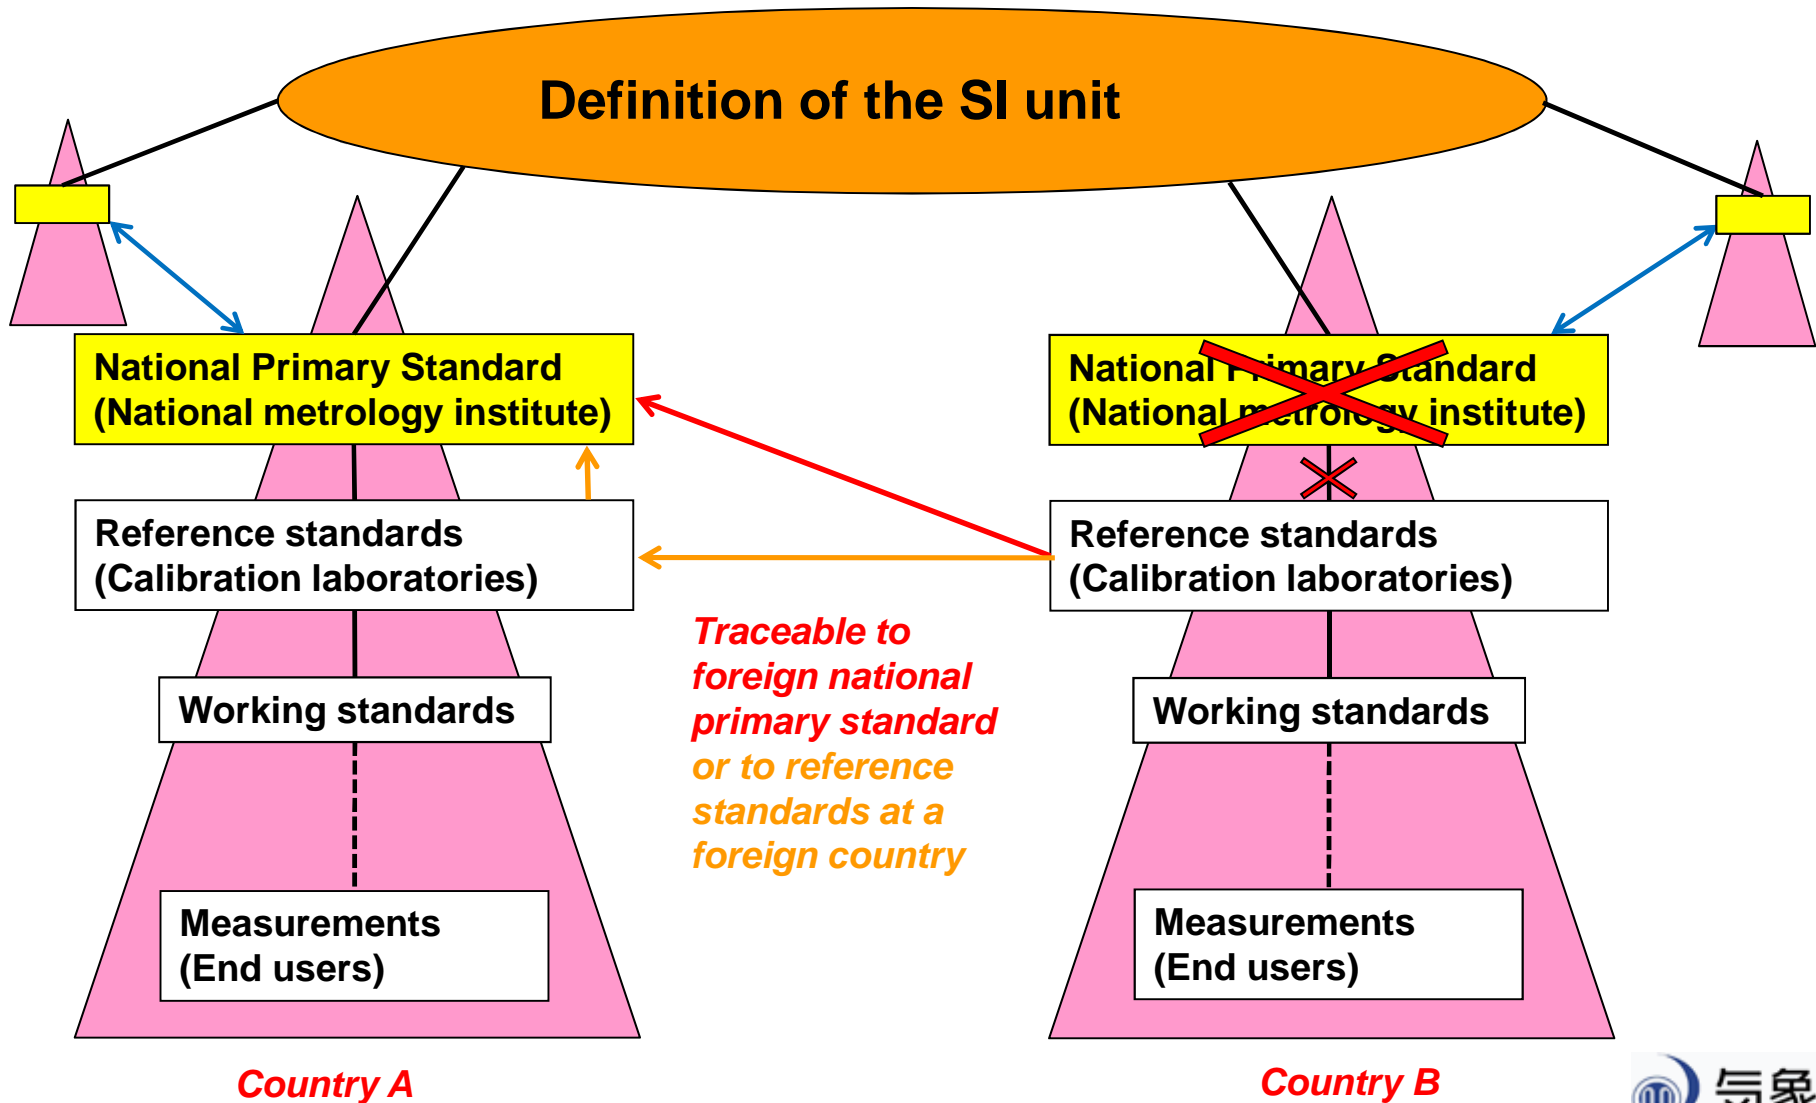 Definition of the SI unit
National Primary Standard
(National metrology institute)
National Primary Standard
(National metrology institute)
Reference standards
(Calibration laboratories)
Reference standards
(Calibration laboratories)
Traceable to
foreign national
primary standard
or to reference
standards at a
foreign country
Working standards
Working standards
Measurements
(End users)
Measurements
(End users)
Country A
Country B
気象